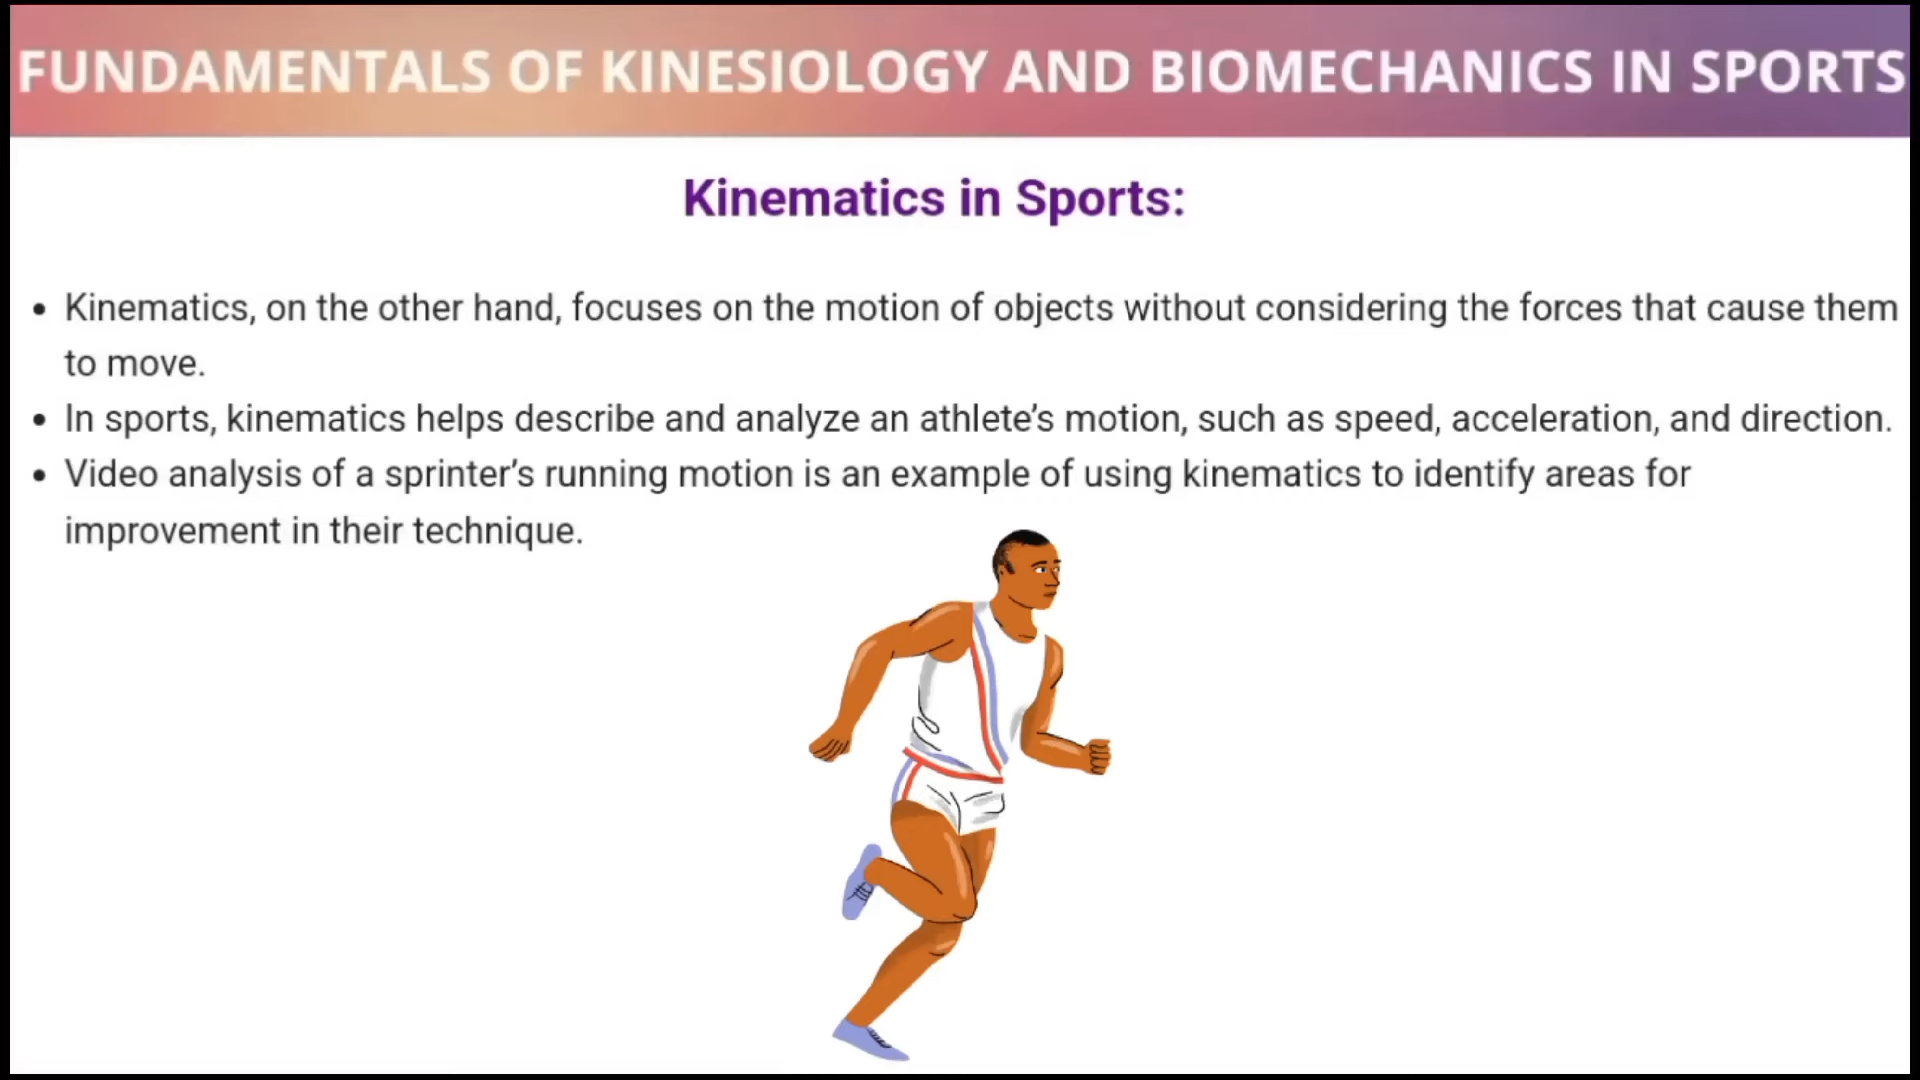 FUNDAMENTALS OF KINESIOLOGY AND BIOMECHANICS IN SPORTS
Kinematics in Sports:
• Kinematics, on the other hand, focuses on the motion of objects without considering the forces that cause them
to move.
• In sports, kinematics helps describe and analyze an athlete’s motion, such as speed, acceleration, and direction.
• Video analysis of a sprinter’s running motion is an example of using kinematics to identify areas for
improvement in their technique.